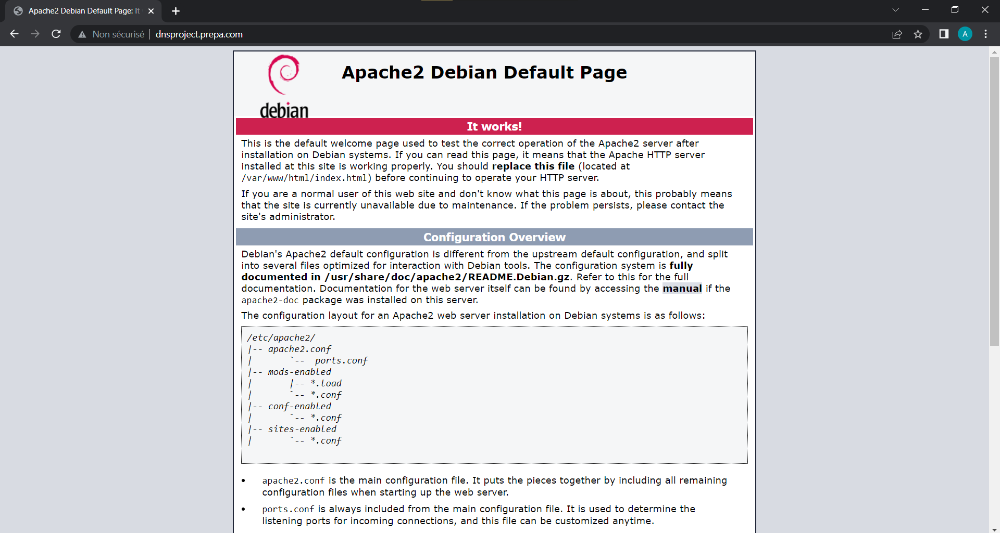 Apache2 Debian Default Page: It
Non sécurisé | dnsproject.prepa.com
A
debian
Apache2 Debian Default Page
It works!
This is the default welcome page used to test the correct operation of the Apache2 server after
installation on Debian systems. If you can read this page, it means that the Apache HTTP server
installed at this site is working properly. You should replace this file (located at
/var/www/html/index.html) before continuing to operate your HTTP server.
If you are a normal user of this web site and don't know what this page is about, this probably means
that the site is currently unavailable due to maintenance. If the problem persists, please contact the
site's administrator.
Configuration Overview
Debian's Apache2 default configuration is different from the upstream default configuration, and split
into several files optimized for interaction with Debian tools. The configuration system is fully
documented in /usr/share/doc/apache2/README.Debian.gz. Refer to this for the full
documentation. Documentation for the web server itself can be found by accessing the manual if the
apache2-doc package was installed on this server.
The configuration layout for an Apache2 web server installation on Debian systems is as follows:
/etc/apache2/
|-- apache2.conf
|       `--  ports.conf
|-- mods-enabled
|       |-- *.load
|       `-- *.conf
|-- conf-enabled
|       `-- *.conf
|-- sites-enabled
|       `-- *.conf
• apache2.conf is the main configuration file. It puts the pieces together by including all remaining
configuration files when starting up the web server.
• ports.conf is always included from the main configuration file. It is used to determine the
listening ports for incoming connections, and this file can be customized anytime.